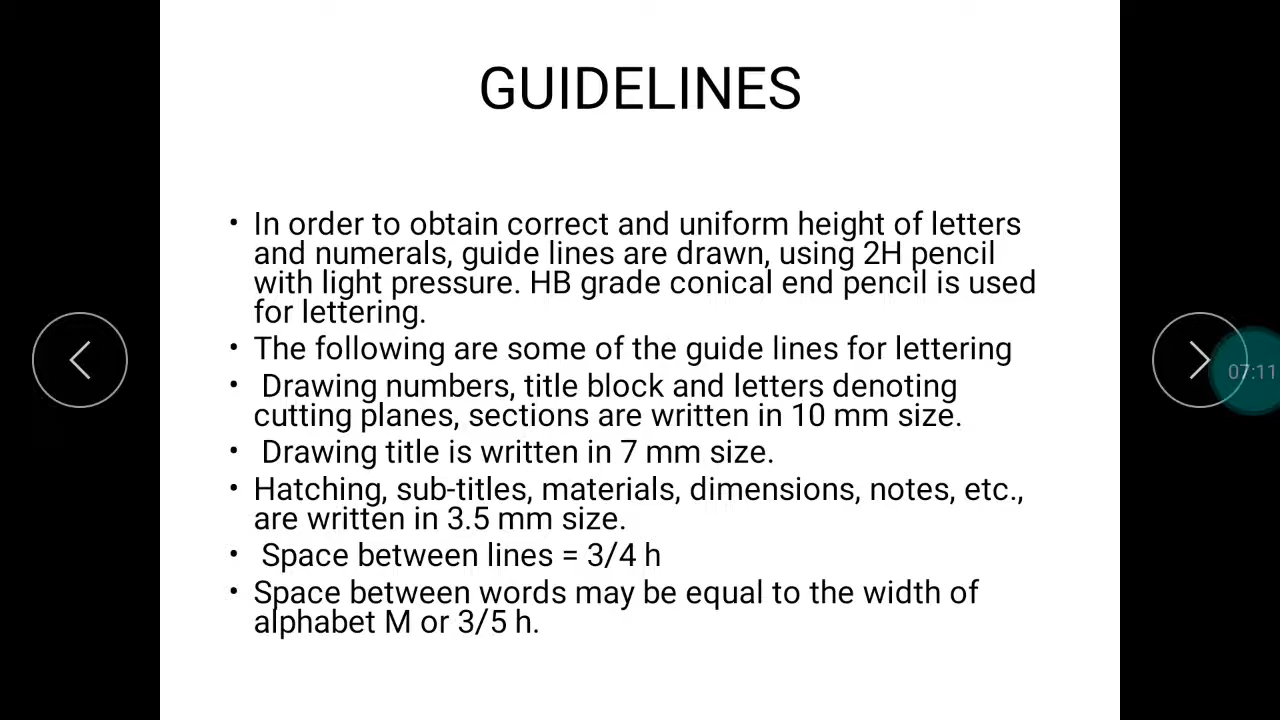 GUIDELINES
• In order to obtain correct and uniform height of letters
and numerals, guide lines are drawn, using 2H pencil
with light pressure. HB grade conical end pencil is used
for lettering.
• The following are some of the guide lines for lettering
• Drawing numbers, title block and letters denoting
cutting planes, sections are written in 10 mm size.
• Drawing title is written in 7 mm size.
• Hatching, sub-titles, materials, dimensions, notes, etc.,
are written in 3.5 mm size.
• Space between lines = 3/4 h
• Space between words may be equal to the width of
alphabet M or 3/5 h.
07:11